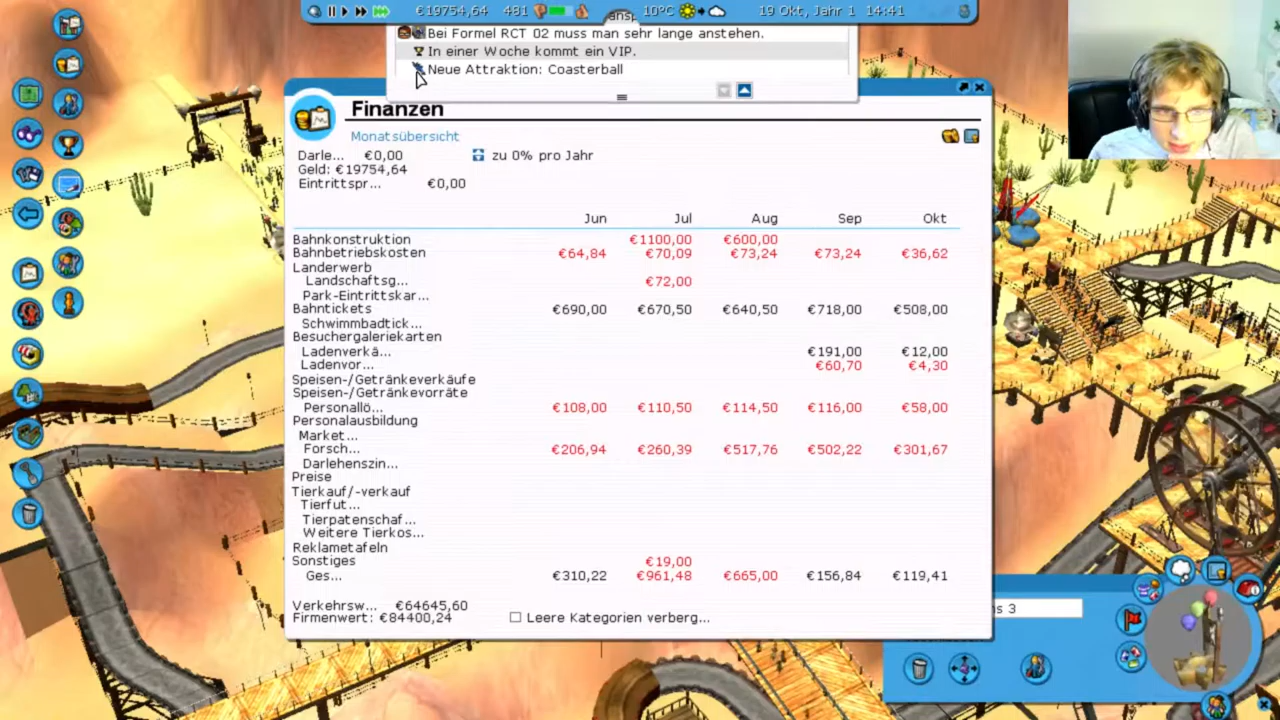 €19754,64 481 10°C 19 Okt, Jahr 1 14:41
ansp
Bei Formel RCT 02 muss man sehr lange anstehen.
In einer Woche kommt ein VIP.
Neue Attraktion: Coasterball
Finanzen
Monatsübersicht
Darle... €0,00 zu 0% pro Jahr
Geld: €19754,64
Eintrittspr... €0,00
Jun Jul Aug Sep Okt
Bahnkonstruktion €1100,00 €600,00
Bahnbetriebskosten €64,84 €70,09 €73,24 €73,24 €36,62
Landerwerb
Landschaftsg... €72,00
Park-Eintrittskar...
Bahntickets €690,00 €670,50 €640,50 €718,00 €508,00
Schwimmbadtick...
Besuchergaleriekarten
Ladenverkä... €191,00 €12,00
Ladenvor... €60,70 €4,30
Speisen-/Getränkeverkäufe
Speisen-/Getränkevorräte
Personallö... €108,00 €110,50 €114,50 €116,00 €58,00
Personalausbildung
Market...
Forsch... €206,94 €260,39 €517,76 €502,22 €301,67
Darlehenszin...
Preise
Tierkauf/-verkauf
Tierfut...
Tierpatenschaf...
Weitere Tierkos...
Reklametafeln
Sonstiges €19,00
Ges... €310,22 €961,48 €665,00 €156,84 €119,41
Verkehrsw... €64645,60
Firmenwert: €84400,24 Leere Kategorien verberg...
s 3